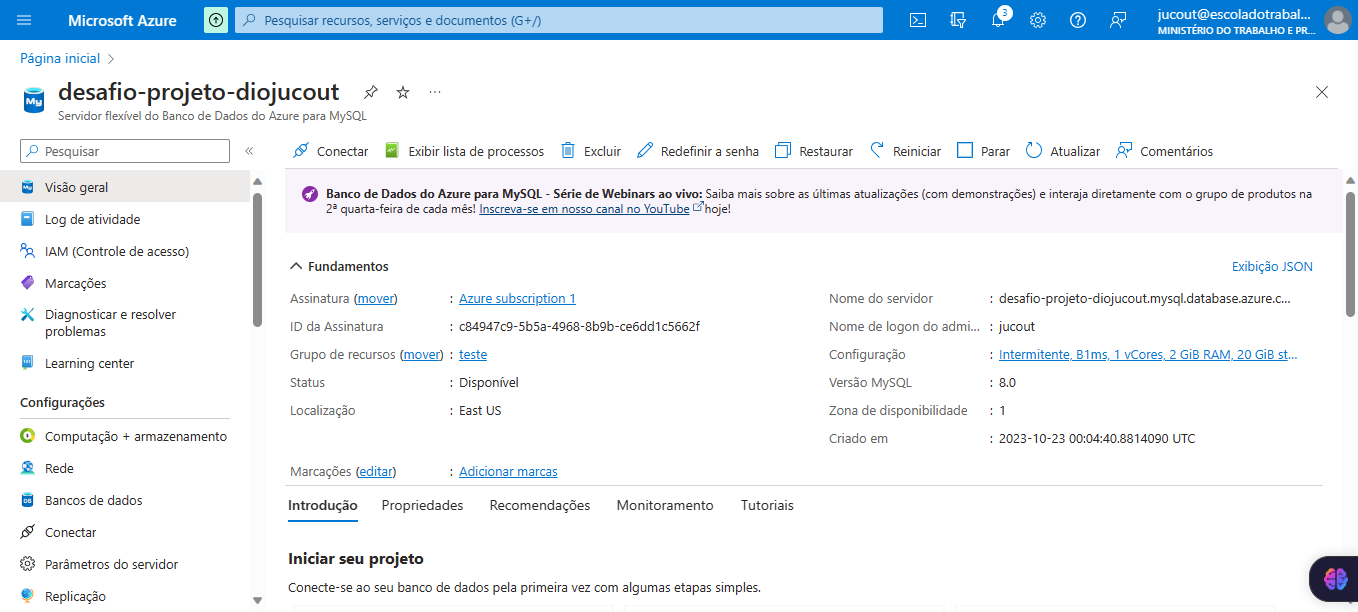 Microsoft Azure
Pesquisar recursos, serviços e documentos (G+/)
3
jucout@escoladotrabal...
MINISTÉRIO DO TRABALHO E PR...
Página inicial
desafio-projeto-diojucout
...
Servidor flexível do Banco de Dados do Azure para MySQL
Pesquisar
«
Conectar
Exibir lista de processos
Excluir
Redefinir a senha
Restaurar
Reiniciar
Parar
Atualizar
Comentários
Visão geral
Log de atividade
IAM (Controle de acesso)
Marcações
Diagnosticar e resolver
problemas
Learning center
Configurações
Computação + armazenamento
Rede
Bancos de dados
Conectar
Parâmetros do servidor
Replicação
Banco de Dados do Azure para MySQL - Série de Webinars ao vivo: Saiba mais sobre as últimas atualizações (com demonstrações) e interaja diretamente com o grupo de produtos na
2ª quarta-feira de cada mês! Inscreva-se em nosso canal no YouTube hoje!
Fundamentos
Exibição JSON
Assinatura (mover) : Azure subscription 1
ID da Assinatura : c84947c9-5b5a-4968-8b9b-ce6dd1c5662f
Grupo de recursos (mover) : teste
Status : Disponível
Localização : East US
Nome do servidor : desafio-projeto-diojucout.mysql.database.azure.c...
Nome de logon do admi... : jucout
Configuração : Intermitente, B1ms, 1 vCores, 2 GiB RAM, 20 GiB st...
Versão MySQL : 8.0
Zona de disponibilidade : 1
Criado em : 2023-10-23 00:04:40.8814090 UTC
Marcações (editar) : Adicionar marcas
Introdução
Propriedades
Recomendações
Monitoramento
Tutoriais
Iniciar seu projeto
Conecte-se ao seu banco de dados pela primeira vez com algumas etapas simples.